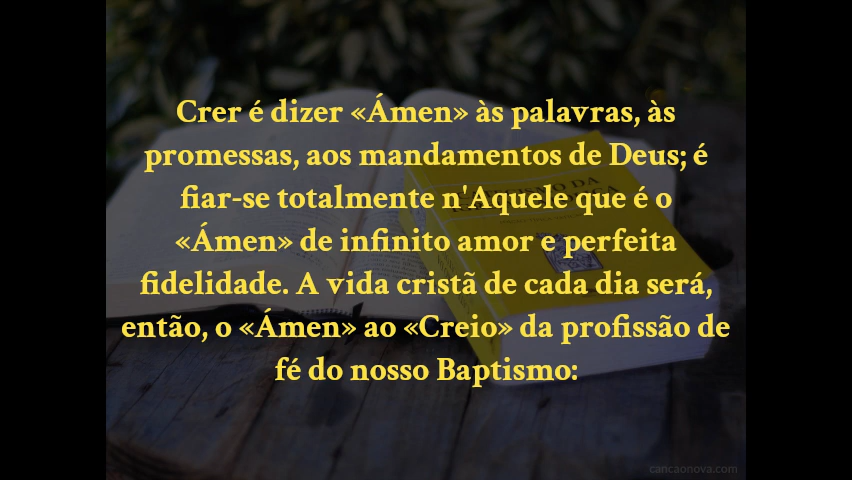 Crer é dizer «Ámen» às palavras, às
promessas, aos mandamentos de Deus; é
fiar-se totalmente n'Aquele que é o
«Ámen» de infinito amor e perfeita
fidelidade. A vida cristã de cada dia será,
então, o «Ámen» ao «Creio» da profissão de
fé do nosso Baptismo:
cancaonova.com